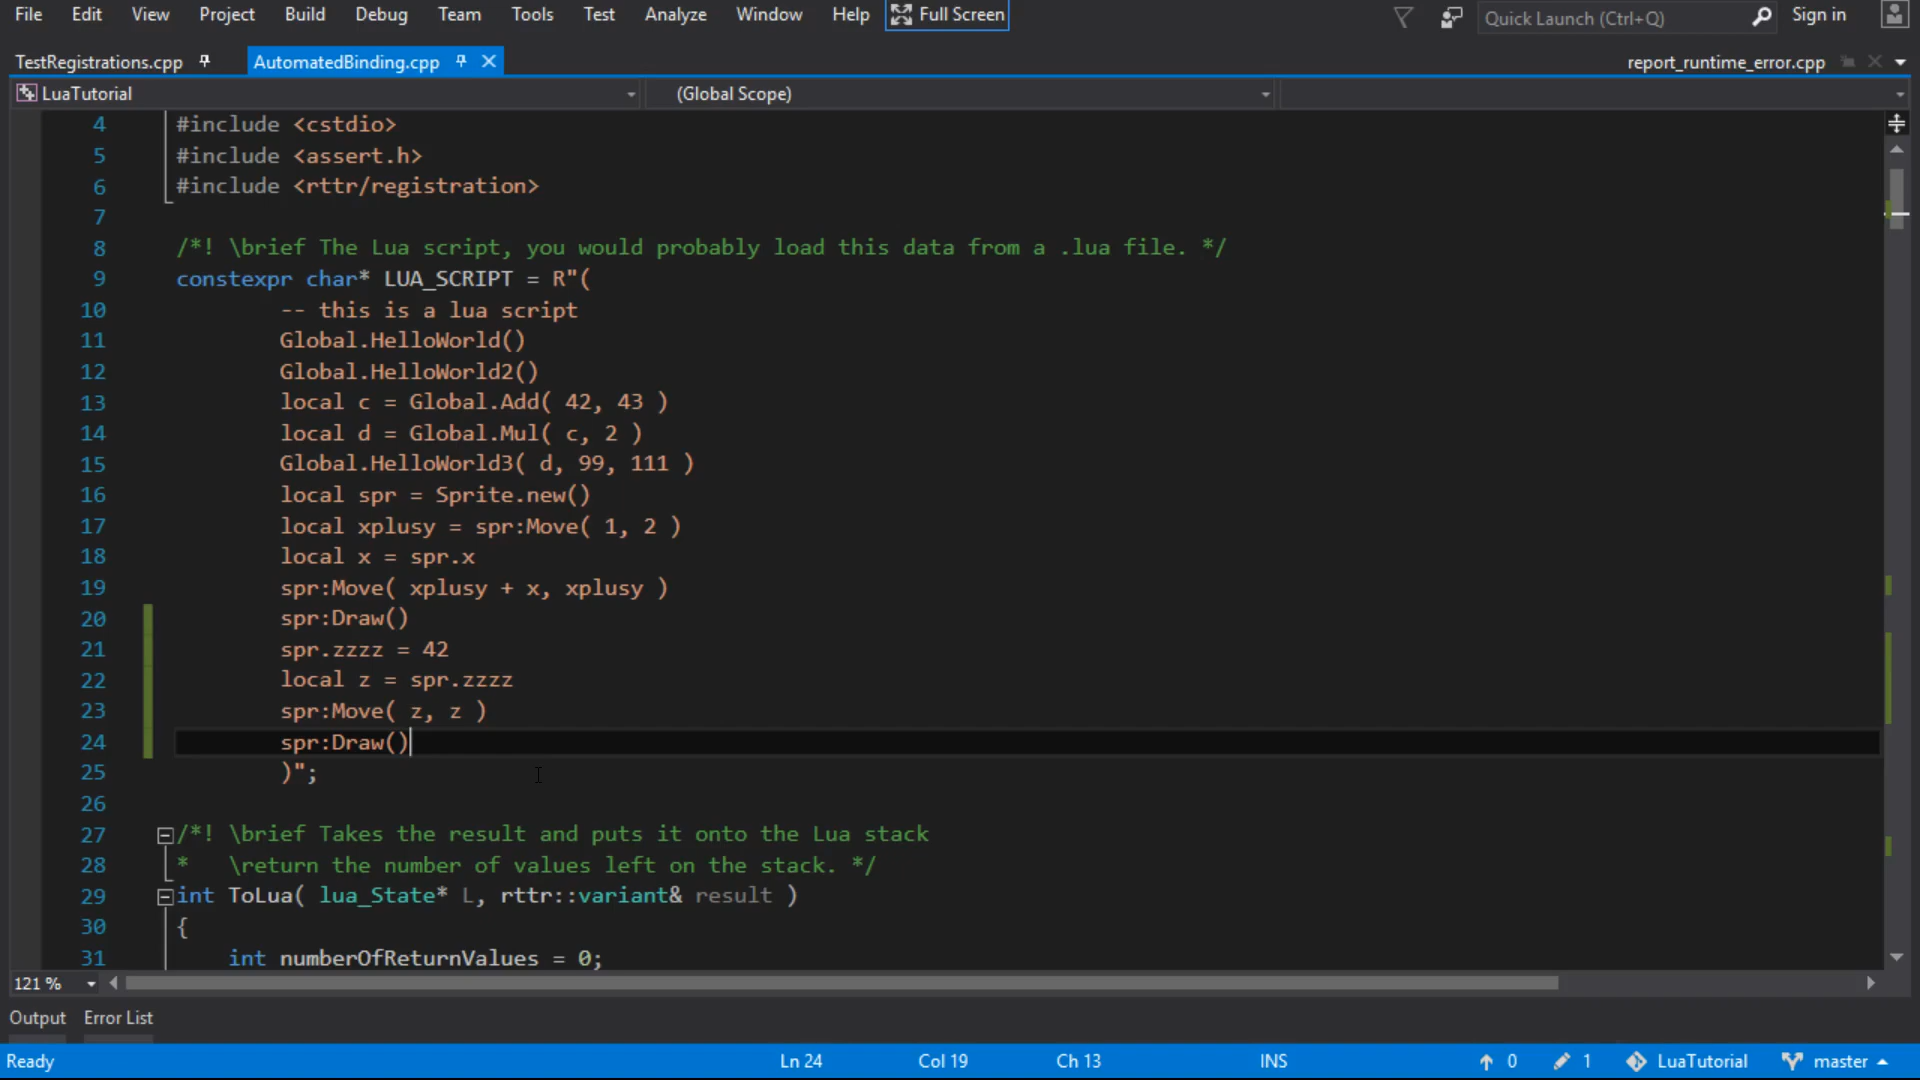 File Edit View Project Build Debug Team Tools Test Analyze Window Help Full Screen Quick Launch (Ctrl+Q) Sign in
TestRegistrations.cpp AutomatedBinding.cpp report_runtime_error.cpp
LuaTutorial (Global Scope)
4 #include <cstdio>
5 #include <assert.h>
6 #include <rttr/registration>
7
8 /*! \brief The Lua script, you would probably load this data from a .lua file. */
9 constexpr char* LUA_SCRIPT = R"(
10 -- this is a lua script
11 Global.HelloWorld()
12 Global.HelloWorld2()
13 local c = Global.Add( 42, 43 )
14 local d = Global.Mul( c, 2 )
15 Global.HelloWorld3( d, 99, 111 )
16 local spr = Sprite.new()
17 local xplusy = spr:Move( 1, 2 )
18 local x = spr.x
19 spr:Move( xplusy + x, xplusy )
20 spr:Draw()
21 spr.zzzz = 42
22 local z = spr.zzzz
23 spr:Move( z, z )
24 spr:Draw()
25 )";
26
27 /*! \brief Takes the result and puts it onto the Lua stack
28 * \return the number of values left on the stack. */
29 int ToLua( lua_State* L, rttr::variant& result )
30 {
31 int numberOfReturnValues = 0;
121 %
Output Error List
Ready Ln 24 Col 19 Ch 13 INS 0 1 LuaTutorial master